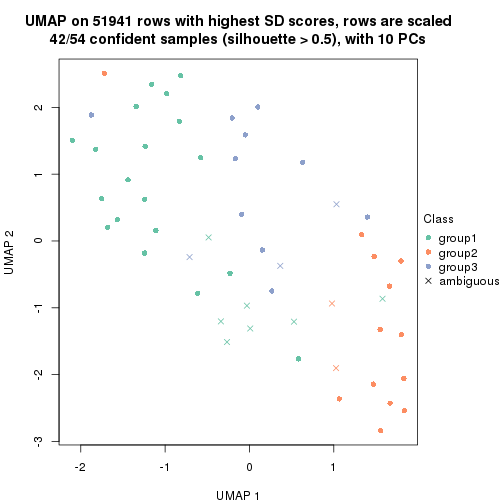 UMAP on 51941 rows with highest SD scores, rows are scaled
42/54 confident samples (silhouette > 0.5), with 10 PCs
2
1
0
-1
-2
-3
UMAP 2
-2
-1
0
1
UMAP 1
Class
group1
group2
group3
ambiguous